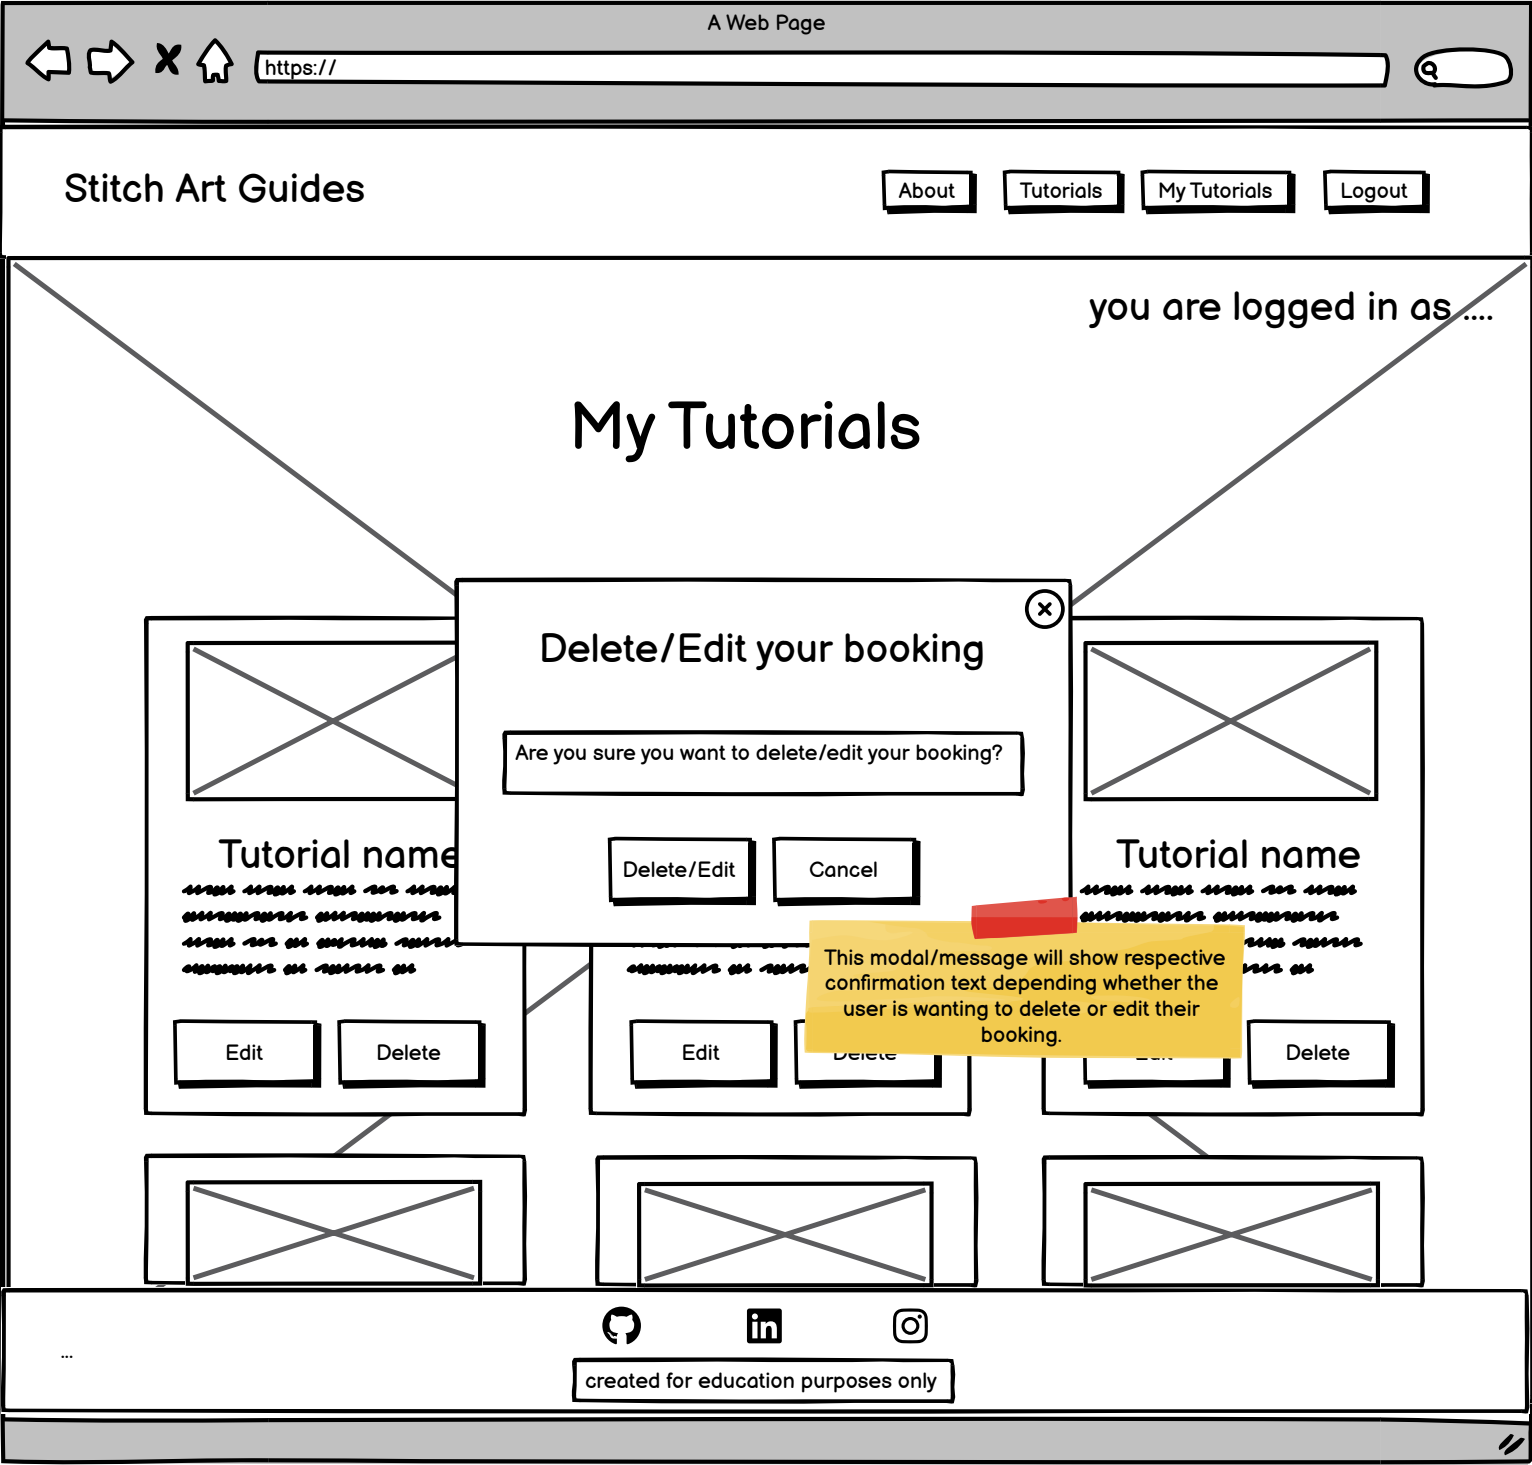 A Web Page
https://
Stitch Art Guides
About
Tutorials
My Tutorials
Logout
you are logged in as ....
My Tutorials
Delete/Edit your booking
Are you sure you want to delete/edit your booking?
Delete/Edit
Cancel
Tutorial name
Tutorial name
This modal/message will show respective
confirmation text depending whether the
user is wanting to delete or edit their
booking.
Edit
Delete
Edit
Delete
Edit
Delete
...
in
created for education purposes only